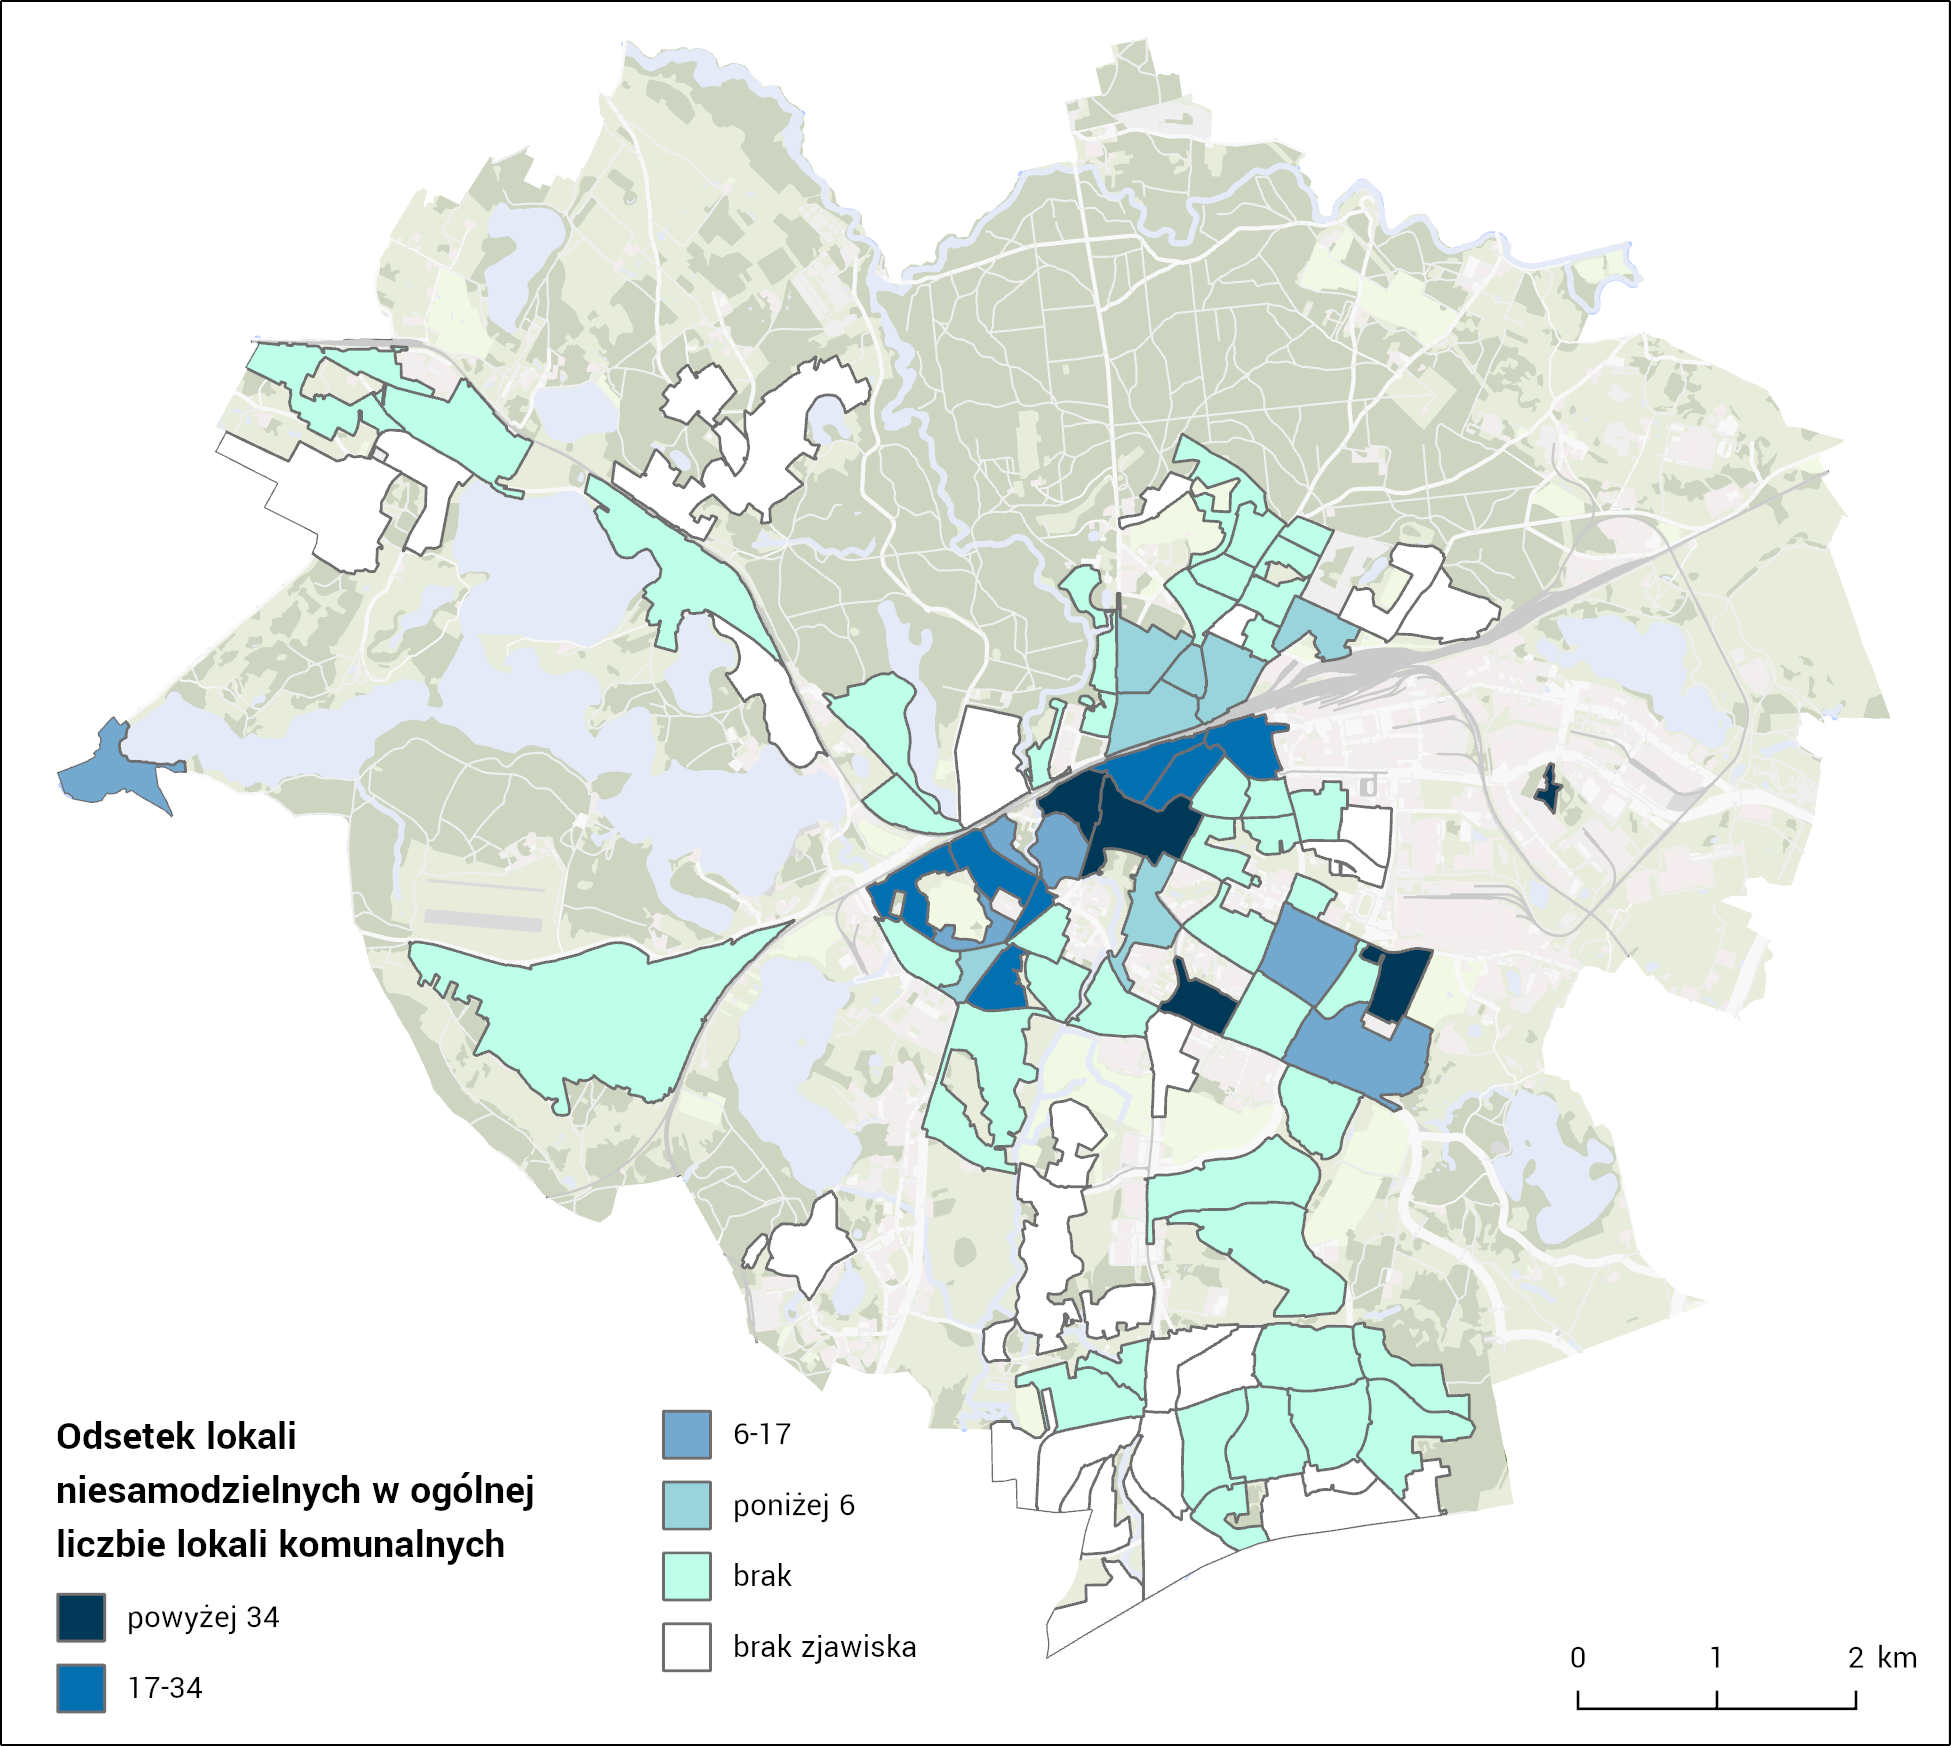 Odsetek lokali
niesamodzielnych w ogólnej
liczbie lokali komunalnych
powyżej 34
17-34
6-17
poniżej 6
brak
brak zjawiska
0 1 2 km